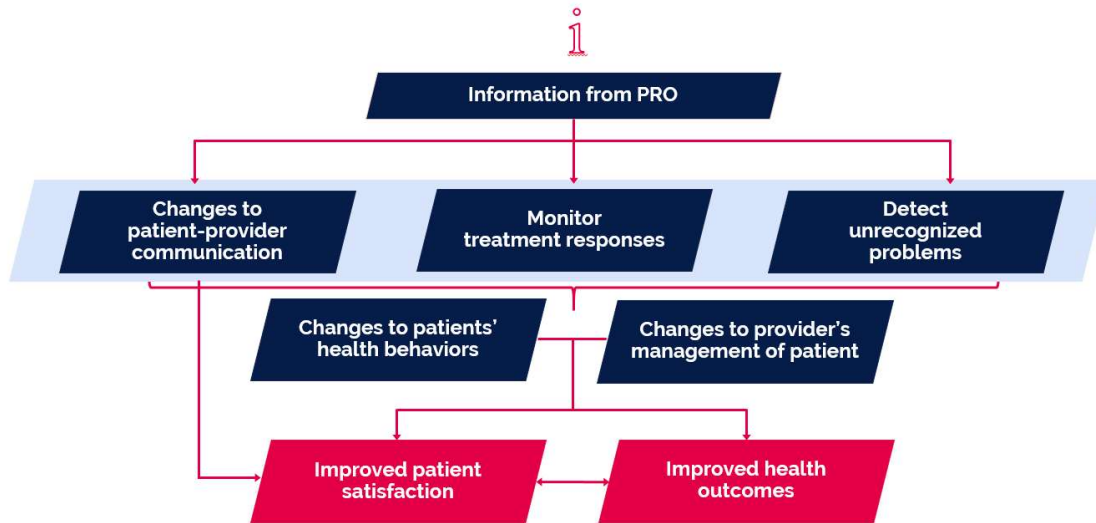 i
Information from PRO
Changes to
patient-provider
communication
Monitor
treatment responses
Detect
unrecognized
problems
Changes to patients’
health behaviors
Changes to provider’s
management of patient
Improved patient
satisfaction
Improved health
outcomes